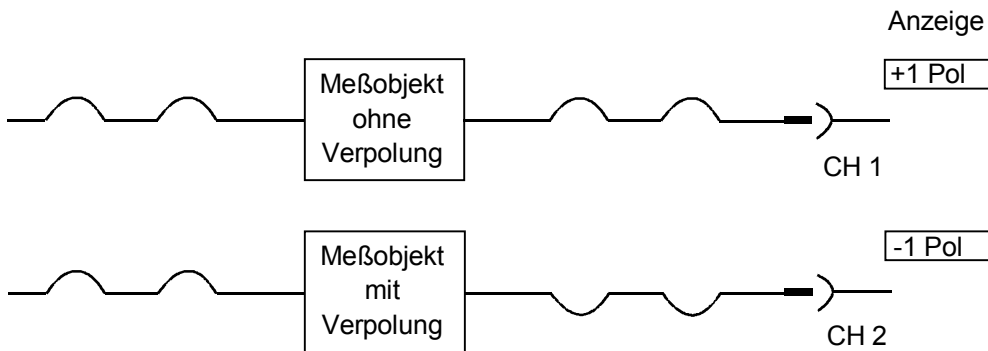 Anzeige
+1 Pol
Meßobjekt
ohne
Verpolung
CH 1
-1 Pol
Meßobjekt
mit
Verpolung
CH 2